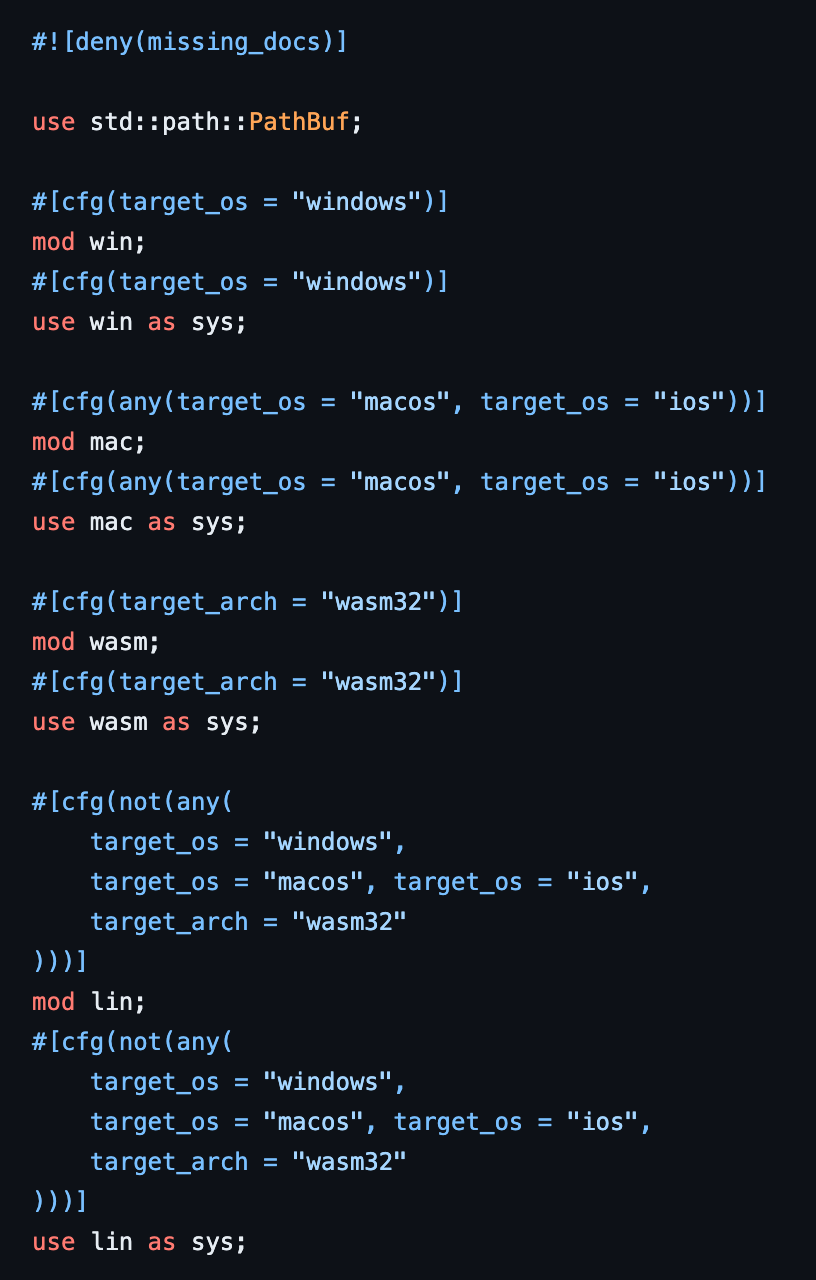 #![deny(missing_docs)]

use std::path::PathBuf;

#[cfg(target_os = "windows")]
mod win;
#[cfg(target_os = "windows")]
use win as sys;

#[cfg(any(target_os = "macos", target_os = "ios"))]
mod mac;
#[cfg(any(target_os = "macos", target_os = "ios"))]
use mac as sys;

#[cfg(target_arch = "wasm32")]
mod wasm;
#[cfg(target_arch = "wasm32")]
use wasm as sys;

#[cfg(not(any(
    target_os = "windows",
    target_os = "macos", target_os = "ios",
    target_arch = "wasm32"
)))]
mod lin;
#[cfg(not(any(
    target_os = "windows",
    target_os = "macos", target_os = "ios",
    target_arch = "wasm32"
)))]
use lin as sys;